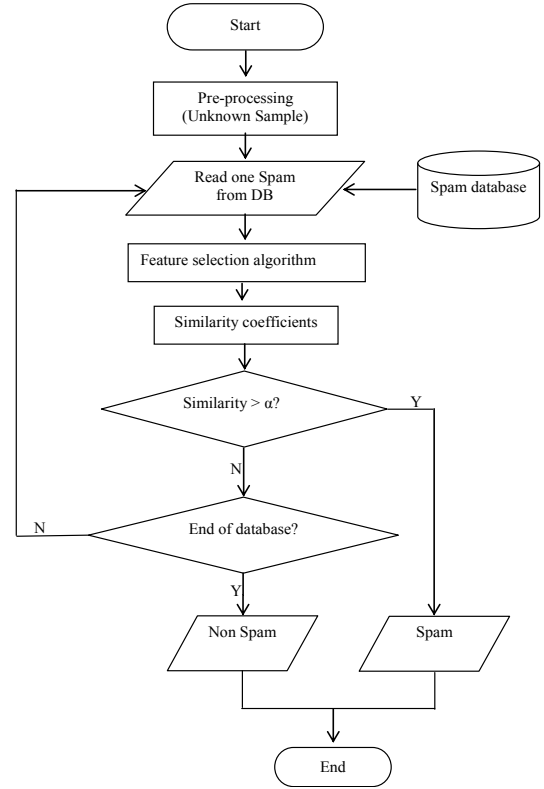 Start
Pre-processing
(Unknown Sample)
Read one Spam
from DB
Spam database
Feature selection algorithm
Similarity coefficients
Similarity > α?
Y
N
End of database?
N
Y
Non Spam
Spam
End